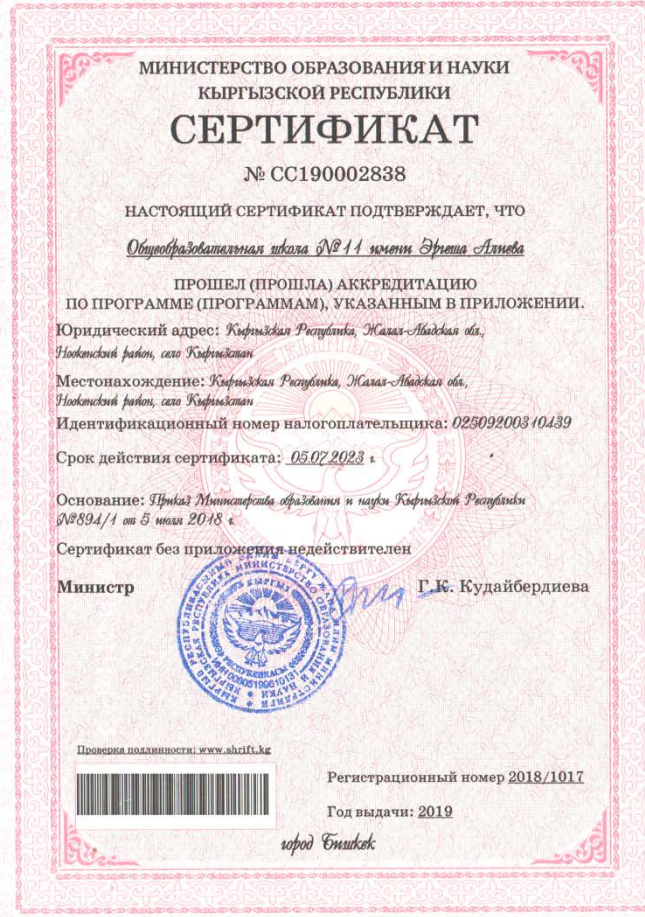 МИНИСТЕРСТВО ОБРАЗОВАНИЯ И НАУКИ
КЫРГЫЗСКОЙ РЕСПУБЛИКИ
СЕРТИФИКАТ
№ СС190002838
НАСТОЯЩИЙ СЕРТИФИКАТ ПОДТВЕРЖДАЕТ, ЧТО
Общеобразовательная школа №11 имени Эргеша Алиева
ПРОШЕЛ (ПРОШЛА) АККРЕДИТАЦИЮ
ПО ПРОГРАММЕ (ПРОГРАММАМ), УКАЗАННЫМ В ПРИЛОЖЕНИИ.
Юридический адрес: Кыргызская Республика, Жалал-Абадская обл.,
Ноокенский район, село Кыргызстан
Местонахождение: Кыргызская Республика, Жалал-Абадская обл.,
Ноокенский район, село Кыргызстан
Идентификационный номер налогоплательщика: 02509200310439
Срок действия сертификата: 05.07.2023 г.
Основание: Приказ Министерства образования и науки Кыргызской Республики
№894/1 от 5 июля 2018 г.
Сертификат без приложения недействителен
Министр Г.К. Кудайбердиева
Проверка подлинности: www.shrift.kg
Регистрационный номер 2018/1017
Год выдачи: 2019
город Бишкек